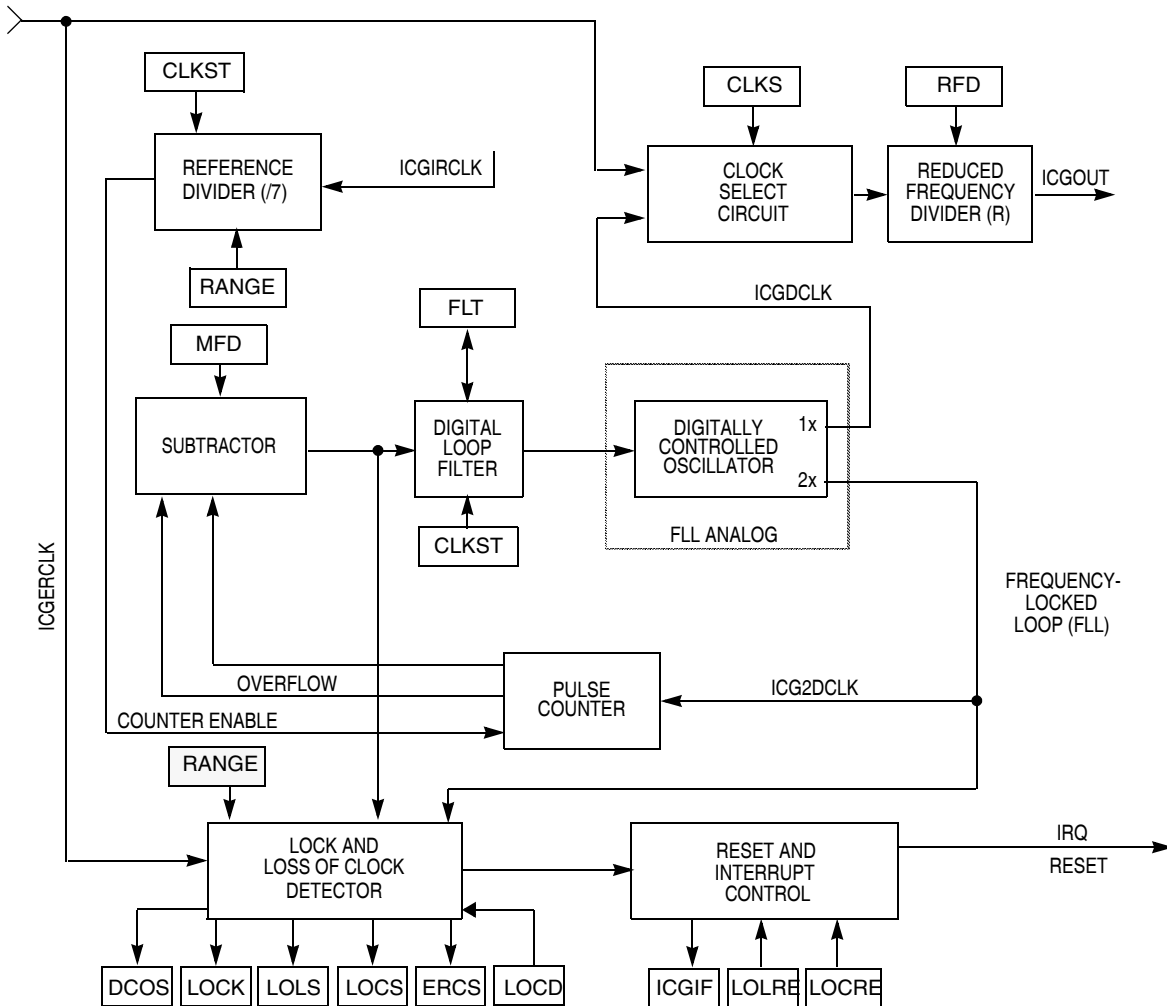 CLKST
CLKS
RFD
REFERENCE
DIVIDER (/7)
ICGIRCLK
CLOCK
SELECT
CIRCUIT
REDUCED
FREQUENCY
DIVIDER (R)
ICGOUT
RANGE
FLT
ICGDCLK
MFD
SUBTRACTOR
DIGITAL
LOOP
FILTER
DIGITALLY
CONTROLLED
OSCILLATOR
1x
2x
FLL ANALOG
CLKST
ICGERCLK
FREQUENCY-
LOCKED
LOOP (FLL)
OVERFLOW
PULSE
COUNTER
ICG2DCLK
COUNTER ENABLE
RANGE
LOCK AND
LOSS OF CLOCK
DETECTOR
RESET AND
INTERRUPT
CONTROL
IRQ
RESET
DCOS
LOCK
LOLS
LOCS
ERCS
LOCD
ICGIF
LOLRE
LOCRE